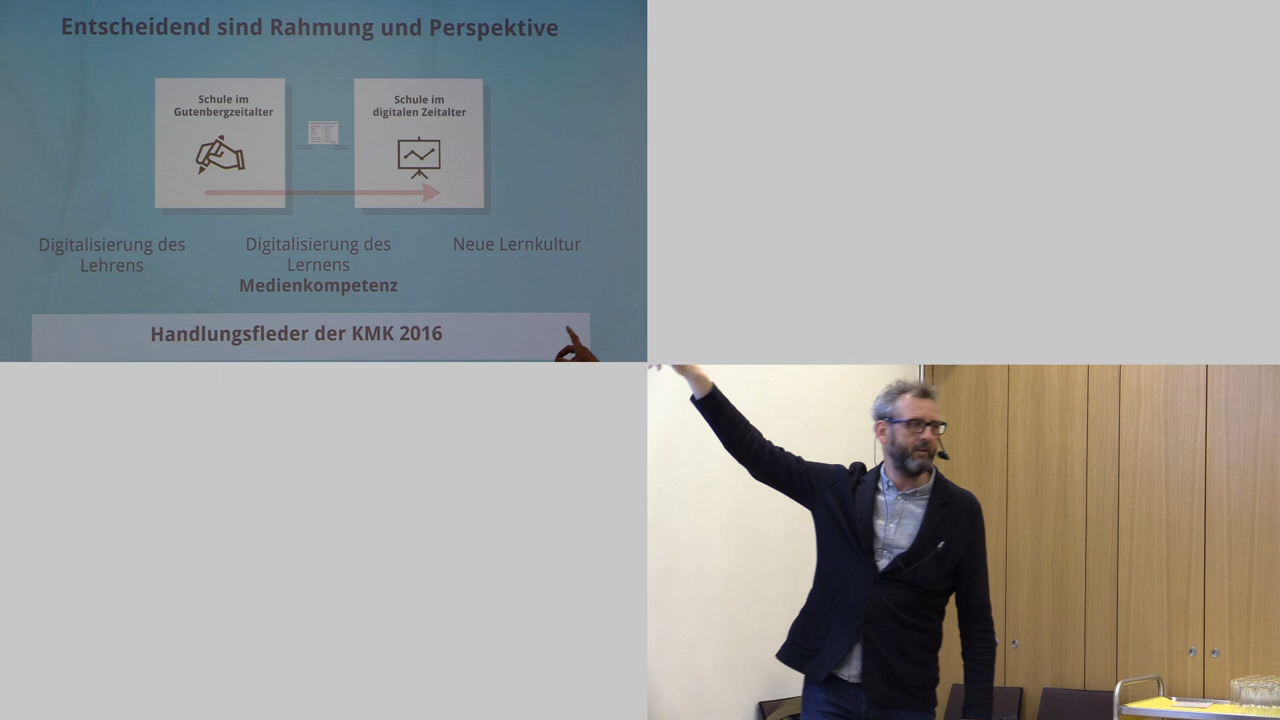 Entscheidend sind Rahmung und Perspektive
Schule im
Gutenbergzeitalter
Schule im
digitalen Zeitalter
Digitalisierung des
Lehrens
Digitalisierung des
Lernens
Medienkompetenz
Neue Lernkultur
Handlungsfleder der KMK 2016